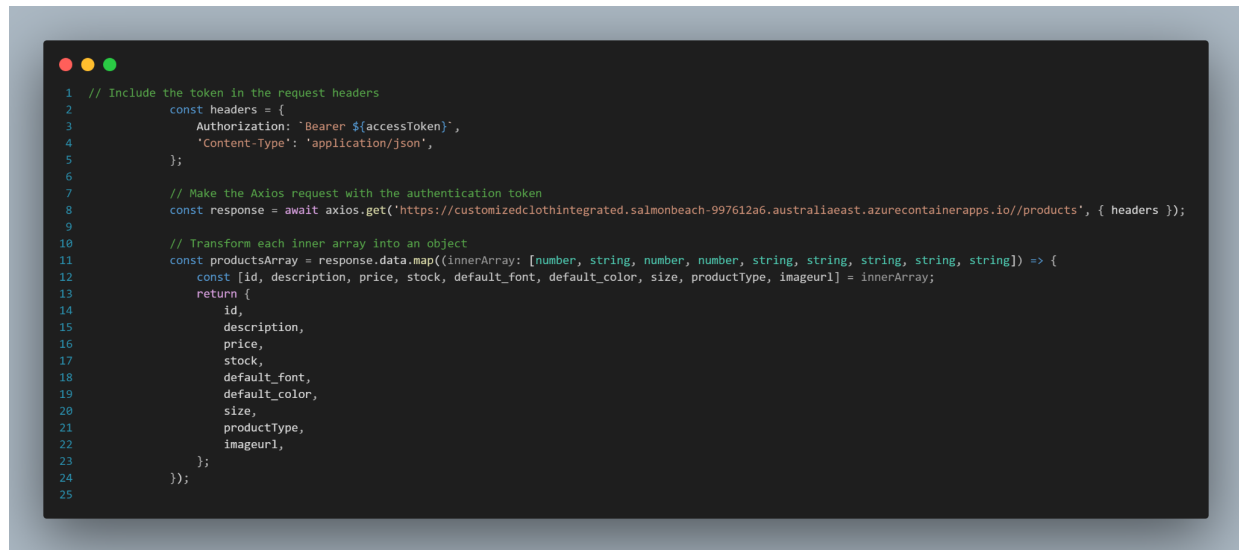 1 // Include the token in the request headers
2 const headers = {
3 Authorization: `Bearer ${accessToken}`,
4 'Content-Type': 'application/json',
5 };
6
7 // Make the Axios request with the authentication token
8 const response = await axios.get('https://customizedclothintegrated.salmonbeach-997612a6.australiaeast.azurecontainerapps.io//products', { headers });
9
10 // Transform each inner array into an object
11 const productsArray = response.data.map((innerArray: [number, string, number, number, string, string, string, string, string]) => {
12 const [id, description, price, stock, default_font, default_color, size, productType, imageurl] = innerArray;
13 return {
14 id,
15 description,
16 price,
17 stock,
18 default_font,
19 default_color,
20 size,
21 productType,
22 imageurl,
23 };
24 });
25